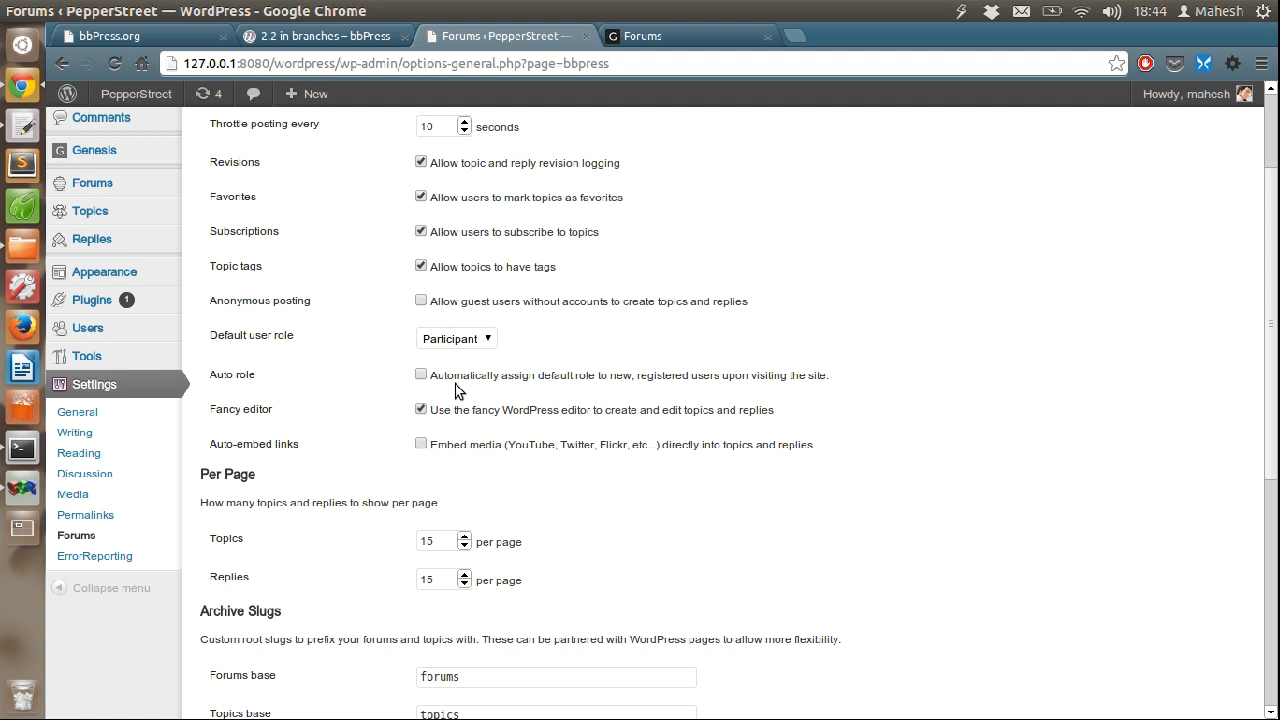 Forums ‹ PepperStreet — WordPress - Google Chrome
18:44 Mahesh
bbPress.org
2.2 in branches – bbPress
Forums ‹ PepperStreet —
G Forums
127.0.0.1:8080/wordpress/wp-admin/options-general.php?page=bbpress
PepperStreet 4 New
Howdy, mahesh
Comments
G Genesis
Forums
Topics
Replies
Appearance
Plugins 1
Users
Tools
Settings
General
Writing
Reading
Discussion
Media
Permalinks
Forums
ErrorReporting
Collapse menu
Throttle posting every 10 seconds
Revisions Allow topic and reply revision logging
Favorites Allow users to mark topics as favorites
Subscriptions Allow users to subscribe to topics
Topic tags Allow topics to have tags
Anonymous posting Allow guest users without accounts to create topics and replies
Default user role Participant
Auto role Automatically assign default role to new, registered users upon visiting the site.
Fancy editor Use the fancy WordPress editor to create and edit topics and replies
Auto-embed links Embed media (YouTube, Twitter, Flickr, etc...) directly into topics and replies
Per Page
How many topics and replies to show per page
Topics 15 per page
Replies 15 per page
Archive Slugs
Custom root slugs to prefix your forums and topics with. These can be partnered with WordPress pages to allow more flexibility.
Forums base forums
Topics base topics